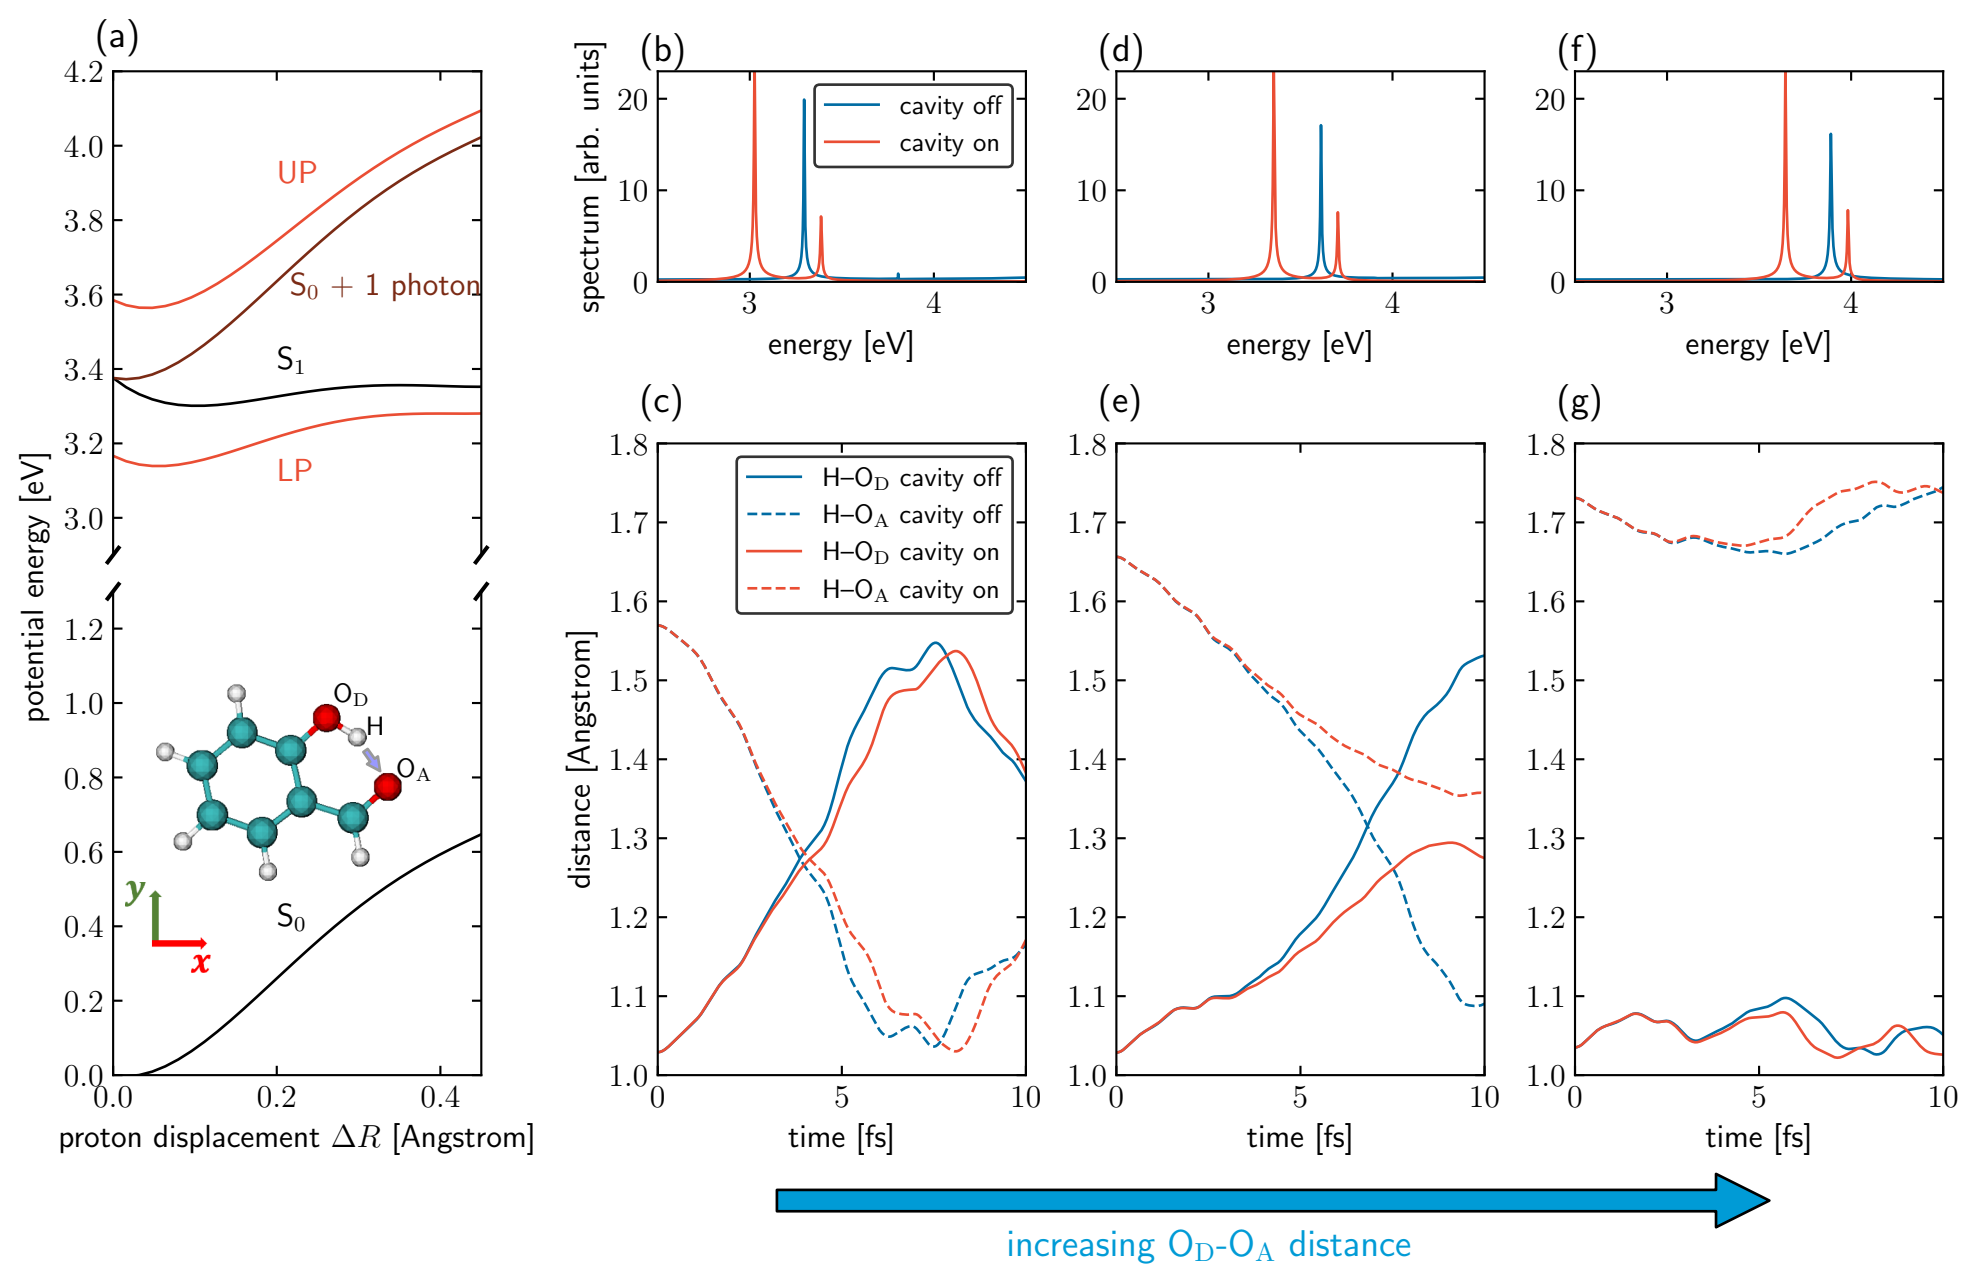 (a)
4.2
4.0
3.8
3.6
3.4
3.2
3.0
1.2
1.0
0.8
0.6
0.4
0.2
0.0
0.0 0.2 0.4
potential energy [eV]
proton displacement ΔR [Angstrom]
UP
S₀ + 1 photon
S₁
LP
S₀
O_D
H
O_A
y
x
(b)
spectrum [arb. units]
20
10
0
3 4
energy [eV]
cavity off
cavity on
(d)
20
10
0
3 4
energy [eV]
(f)
20
10
0
3 4
energy [eV]
(c)
distance [Angstrom]
1.8
1.7
1.6
1.5
1.4
1.3
1.2
1.1
1.0
0 5 10
time [fs]
H–O_D cavity off
H–O_A cavity off
H–O_D cavity on
H–O_A cavity on
(e)
1.8
1.7
1.6
1.5
1.4
1.3
1.2
1.1
1.0
0 5 10
time [fs]
(g)
1.8
1.7
1.6
1.5
1.4
1.3
1.2
1.1
1.0
0 5 10
time [fs]
increasing O_D-O_A distance